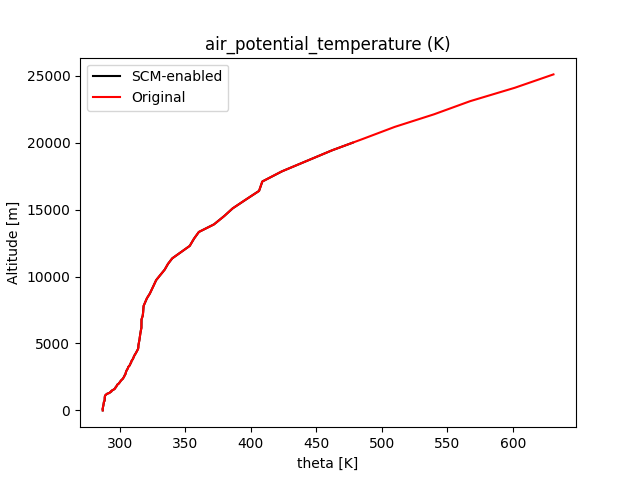 air_potential_temperature (K)
SCM-enabled
Original
Altitude [m]
25000
20000
15000
10000
5000
0
300 350 400 450 500 550 600
theta [K]